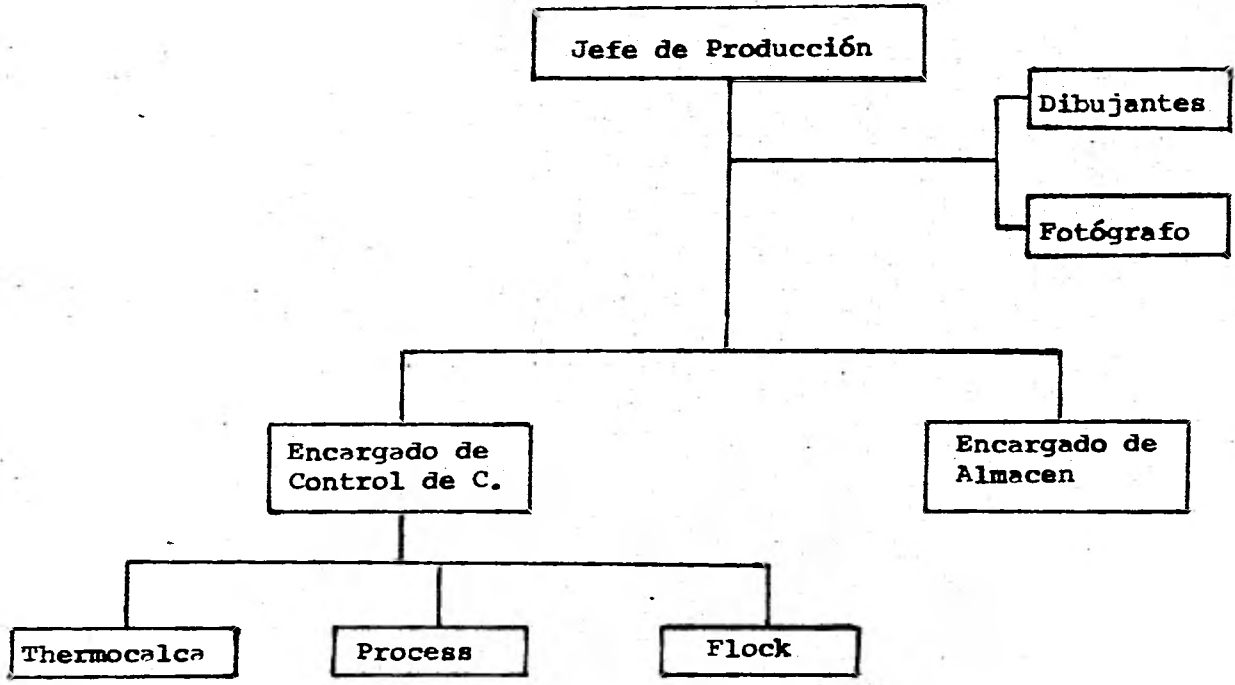 Jefe de Producción
Dibujantes
Fotógrafo
Encargado de
Control de C.
Encargado de
Almacen
Thermocalca
Process
Flock